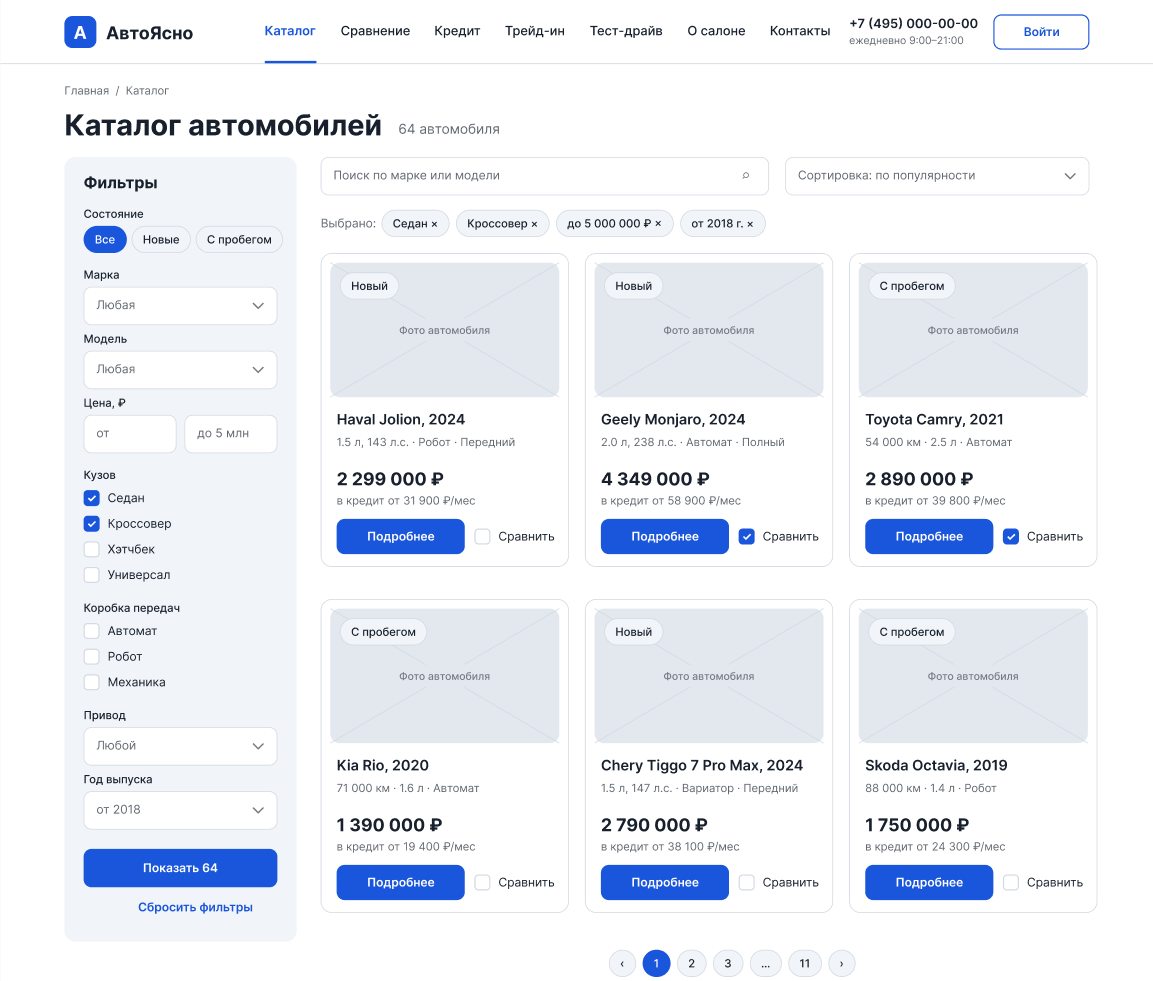 А АвтоЯсно
Каталог Сравнение Кредит Трейд-ин Тест-драйв О салоне Контакты
+7 (495) 000-00-00
ежедневно 9:00–21:00
Войти
Главная / Каталог
Каталог автомобилей 64 автомобиля
Фильтры
Состояние
Все Новые С пробегом
Марка
Любая
Модель
Любая
Цена, ₽
от до 5 млн
Кузов
Седан
Кроссовер
Хэтчбек
Универсал
Коробка передач
Автомат
Робот
Механика
Привод
Любой
Год выпуска
от 2018
Показать 64
Сбросить фильтры
Поиск по марке или модели
Сортировка: по популярности
Выбрано: Седан × Кроссовер × до 5 000 000 ₽ × от 2018 г. ×
Новый
Фото автомобиля
Haval Jolion, 2024
1.5 л, 143 л.с. · Робот · Передний
2 299 000 ₽
в кредит от 31 900 ₽/мес
Подробнее Сравнить
Новый
Фото автомобиля
Geely Monjaro, 2024
2.0 л, 238 л.с. · Автомат · Полный
4 349 000 ₽
в кредит от 58 900 ₽/мес
Подробнее Сравнить
С пробегом
Фото автомобиля
Toyota Camry, 2021
54 000 км · 2.5 л · Автомат
2 890 000 ₽
в кредит от 39 800 ₽/мес
Подробнее Сравнить
С пробегом
Фото автомобиля
Kia Rio, 2020
71 000 км · 1.6 л · Автомат
1 390 000 ₽
в кредит от 19 400 ₽/мес
Подробнее Сравнить
Новый
Фото автомобиля
Chery Tiggo 7 Pro Max, 2024
1.5 л, 147 л.с. · Вариатор · Передний
2 790 000 ₽
в кредит от 38 100 ₽/мес
Подробнее Сравнить
С пробегом
Фото автомобиля
Skoda Octavia, 2019
88 000 км · 1.4 л · Робот
1 750 000 ₽
в кредит от 24 300 ₽/мес
Подробнее Сравнить
‹ 1 2 3 ... 11 ›